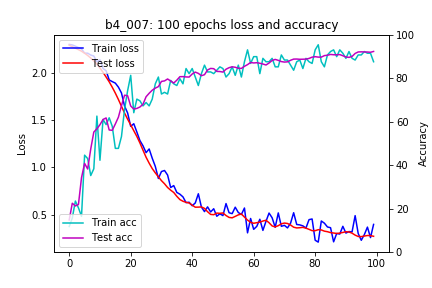 b4_007: 100 epochs loss and accuracy
Train loss
Test loss
Train acc
Test acc
Loss
2.0
1.5
1.0
0.5
Accuracy
100
80
60
40
20
0
0
20
40
60
80
100